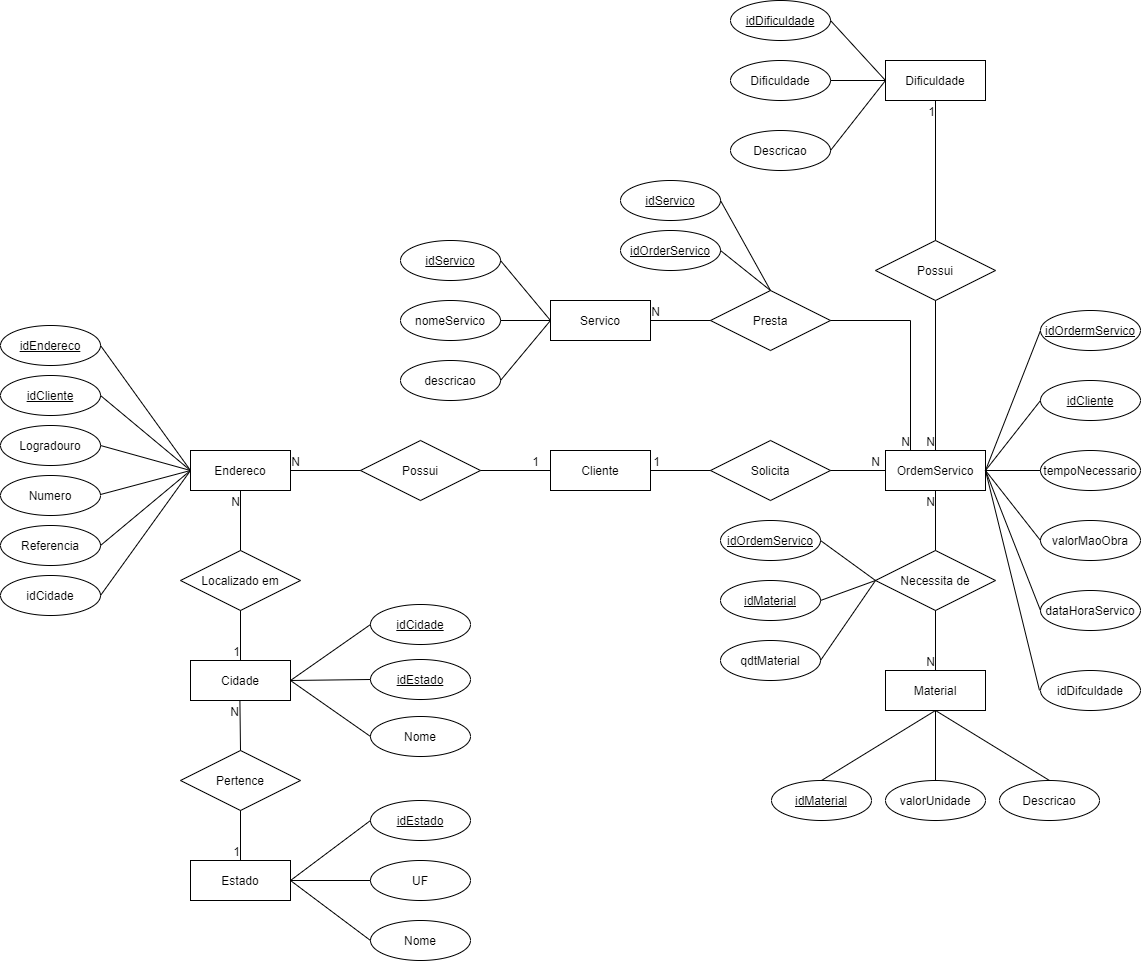 idDificuldade
Dificuldade
Dificuldade
1
Descricao
idServico
idOrderServico
Possui
idServico
nomeServico
Servico
N
Presta
descricao
idEndereco
idCliente
Logradouro
Numero
Referencia
idCidade
Endereco
N
Possui
1
Cliente
1
Solicita
N
N
N
OrdemServico
idOrdermServico
idCliente
tempoNecessario
valorMaoObra
dataHoraServico
idDifculdade
N
Localizado em
1
N
idOrdemServico
Necessita de
idMaterial
qdtMaterial
N
Material
idMaterial
valorUnidade
Descricao
Cidade
idCidade
idEstado
Nome
N
Pertence
1
Estado
idEstado
UF
Nome